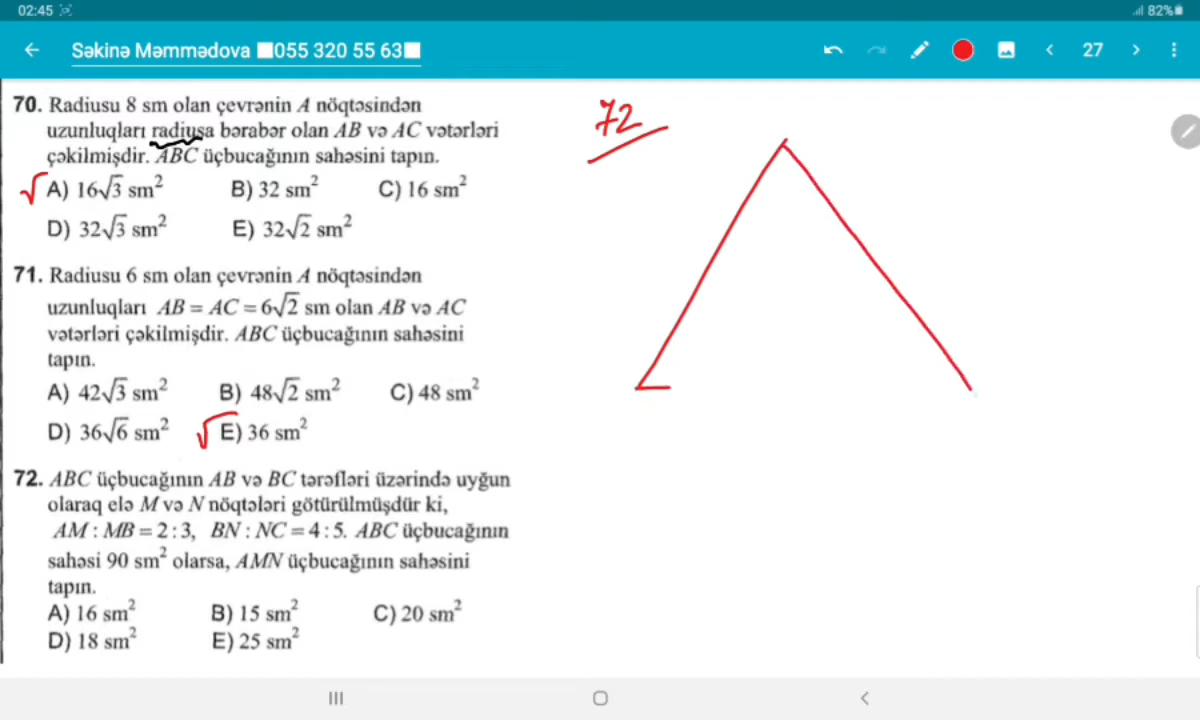 02:45
82%
Səkinə Məmmədova ■055 320 55 63■
27
70. Radiusu 8 sm olan çevrənin A nöqtəsindən
uzunluqları radiusa bərabər olan AB və AC vətərləri
çəkilmişdir. ABC üçbucağının sahəsini tapın.
√ A) 16√3 sm² B) 32 sm² C) 16 sm²
D) 32√3 sm² E) 32√2 sm²
71. Radiusu 6 sm olan çevrənin A nöqtəsindən
uzunluqları AB = AC = 6√2 sm olan AB və AC
vətərləri çəkilmişdir. ABC üçbucağının sahəsini
tapın.
A) 42√3 sm² B) 48√2 sm² C) 48 sm²
D) 36√6 sm² √ E) 36 sm²
72. ABC üçbucağının AB və BC tərəfləri üzərində uyğun
olaraq elə M və N nöqtələri götürülmüşdür ki,
AM : MB = 2 : 3, BN : NC = 4 : 5. ABC üçbucağının
sahəsi 90 sm² olarsa, AMN üçbucağının sahəsini
tapın.
A) 16 sm² B) 15 sm² C) 20 sm²
D) 18 sm² E) 25 sm²
72